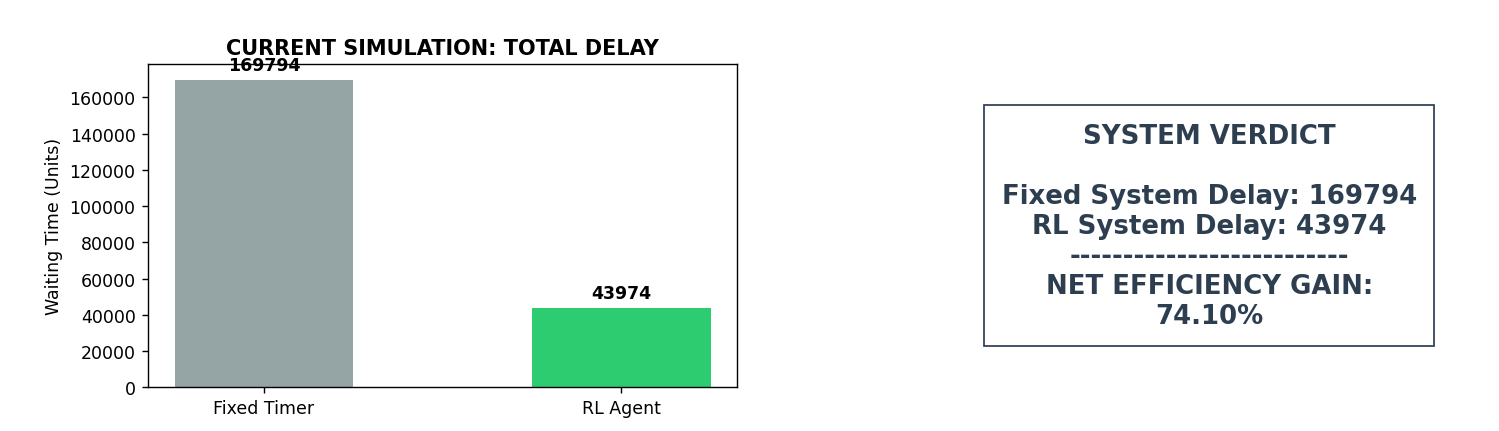 CURRENT SIMULATION: TOTAL DELAY
169794
43974
Waiting Time (Units)
160000
140000
120000
100000
80000
60000
40000
20000
0
Fixed Timer
RL Agent
SYSTEM VERDICT
Fixed System Delay: 169794
RL System Delay: 43974
--------------------------
NET EFFICIENCY GAIN:
74.10%